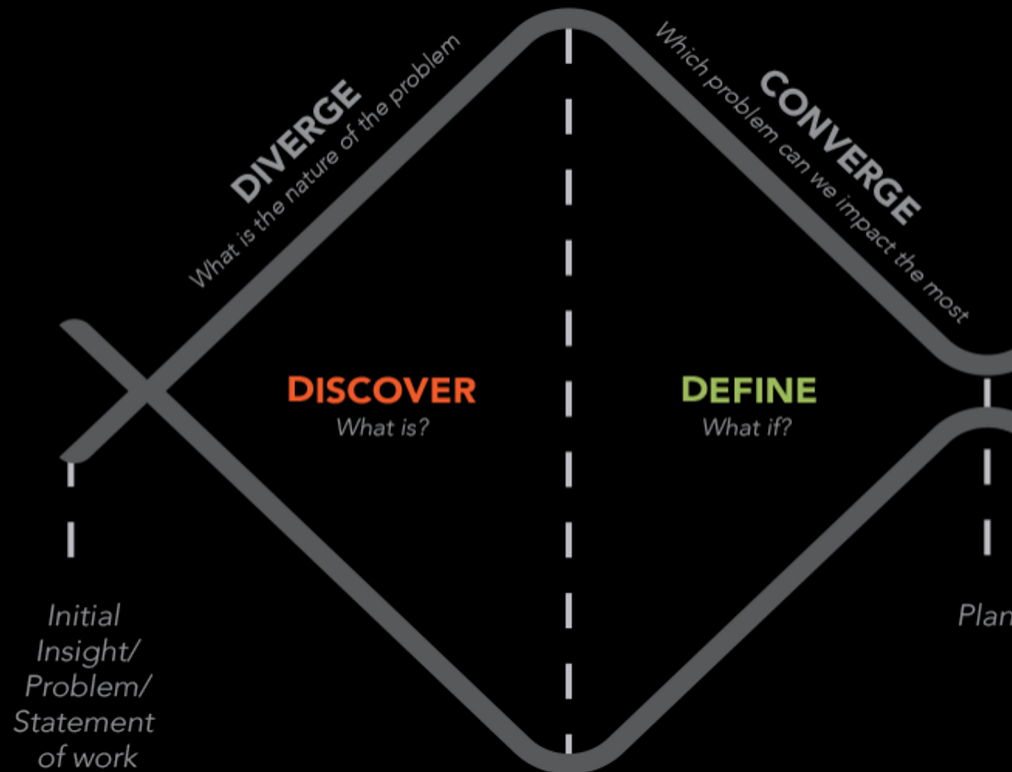 DIVERGE
What is the nature of the problem
CONVERGE
Which problem can we impact the most
DISCOVER
What is?
DEFINE
What if?
Initial
Insight/
Problem/
Statement
of work
Plan